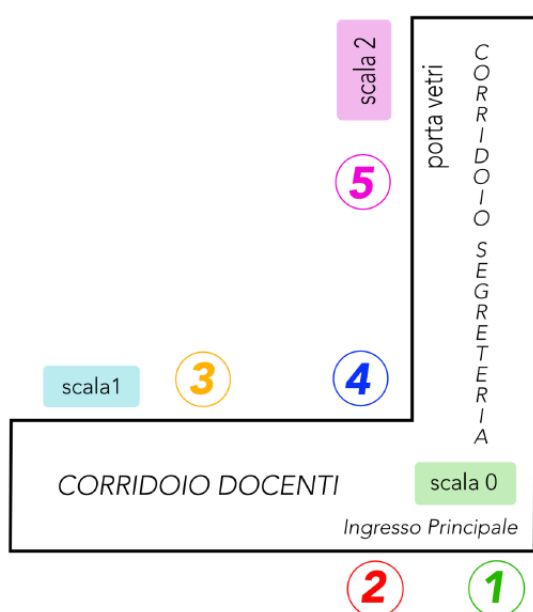 scala 2
porta vetri
CORRIDOIO SEGRETERIA
5
scala1
3
4
CORRIDOIO DOCENTI
scala 0
Ingresso Principale
2
1